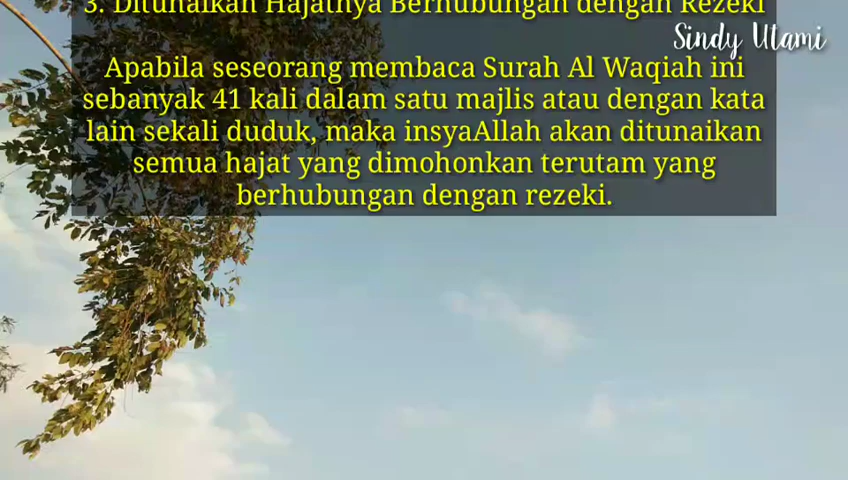 3. Ditunaikan Hajatnya Berhubungan dengan Rezeki
Sindy Utami
Apabila seseorang membaca Surah Al Waqiah ini
sebanyak 41 kali dalam satu majlis atau dengan kata
lain sekali duduk, maka insyaAllah akan ditunaikan
semua hajat yang dimohonkan terutam yang
berhubungan dengan rezeki.